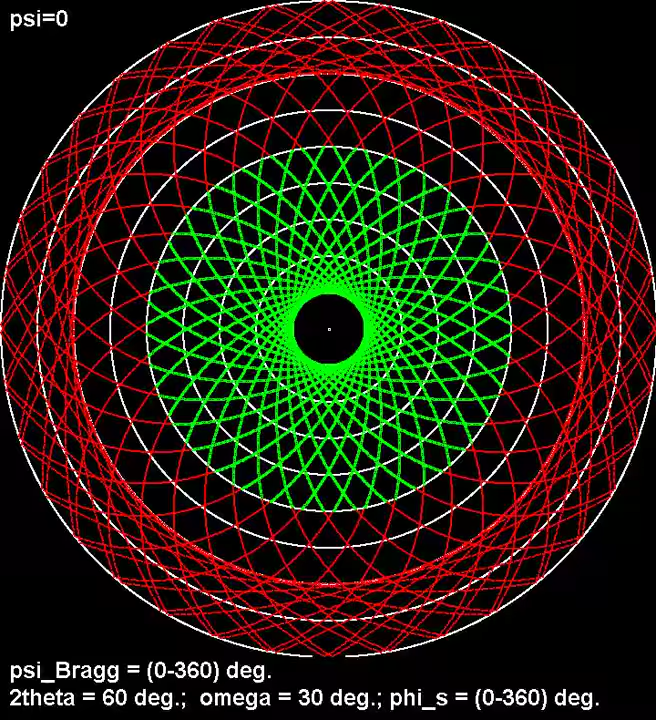 psi=0
psi_Bragg = (0-360) deg.
2theta = 60 deg.;  omega = 30 deg.; phi_s = (0-360) deg.